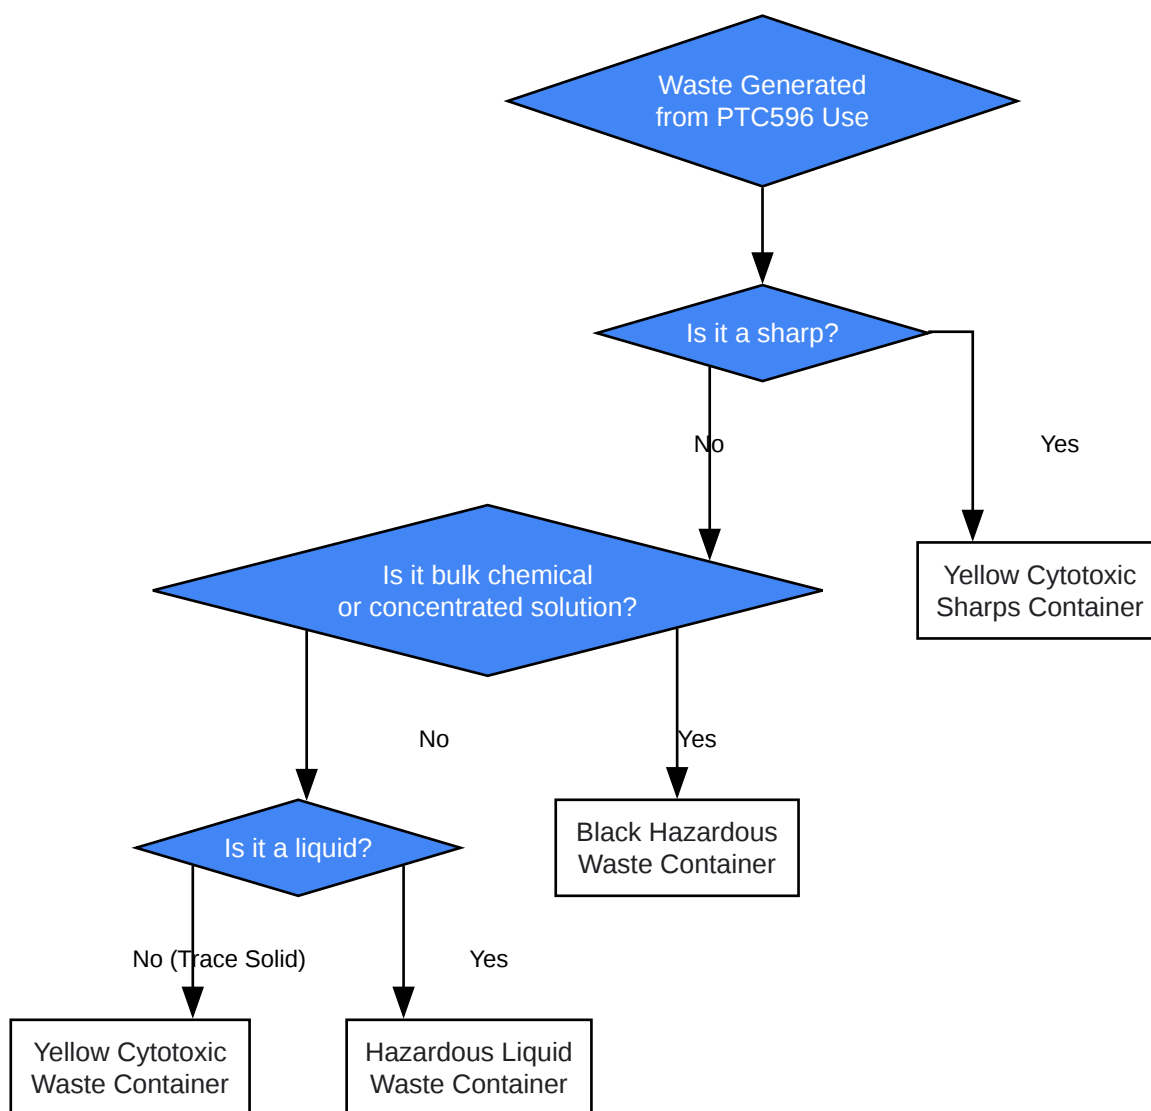 Waste Generated
from PTC596 Use
Is it a sharp?
No
Yes
Is it bulk chemical
or concentrated solution?
Yellow Cytotoxic
Sharps Container
No
Yes
Is it a liquid?
Black Hazardous
Waste Container
No (Trace Solid)
Yes
Yellow Cytotoxic
Waste Container
Hazardous Liquid
Waste Container